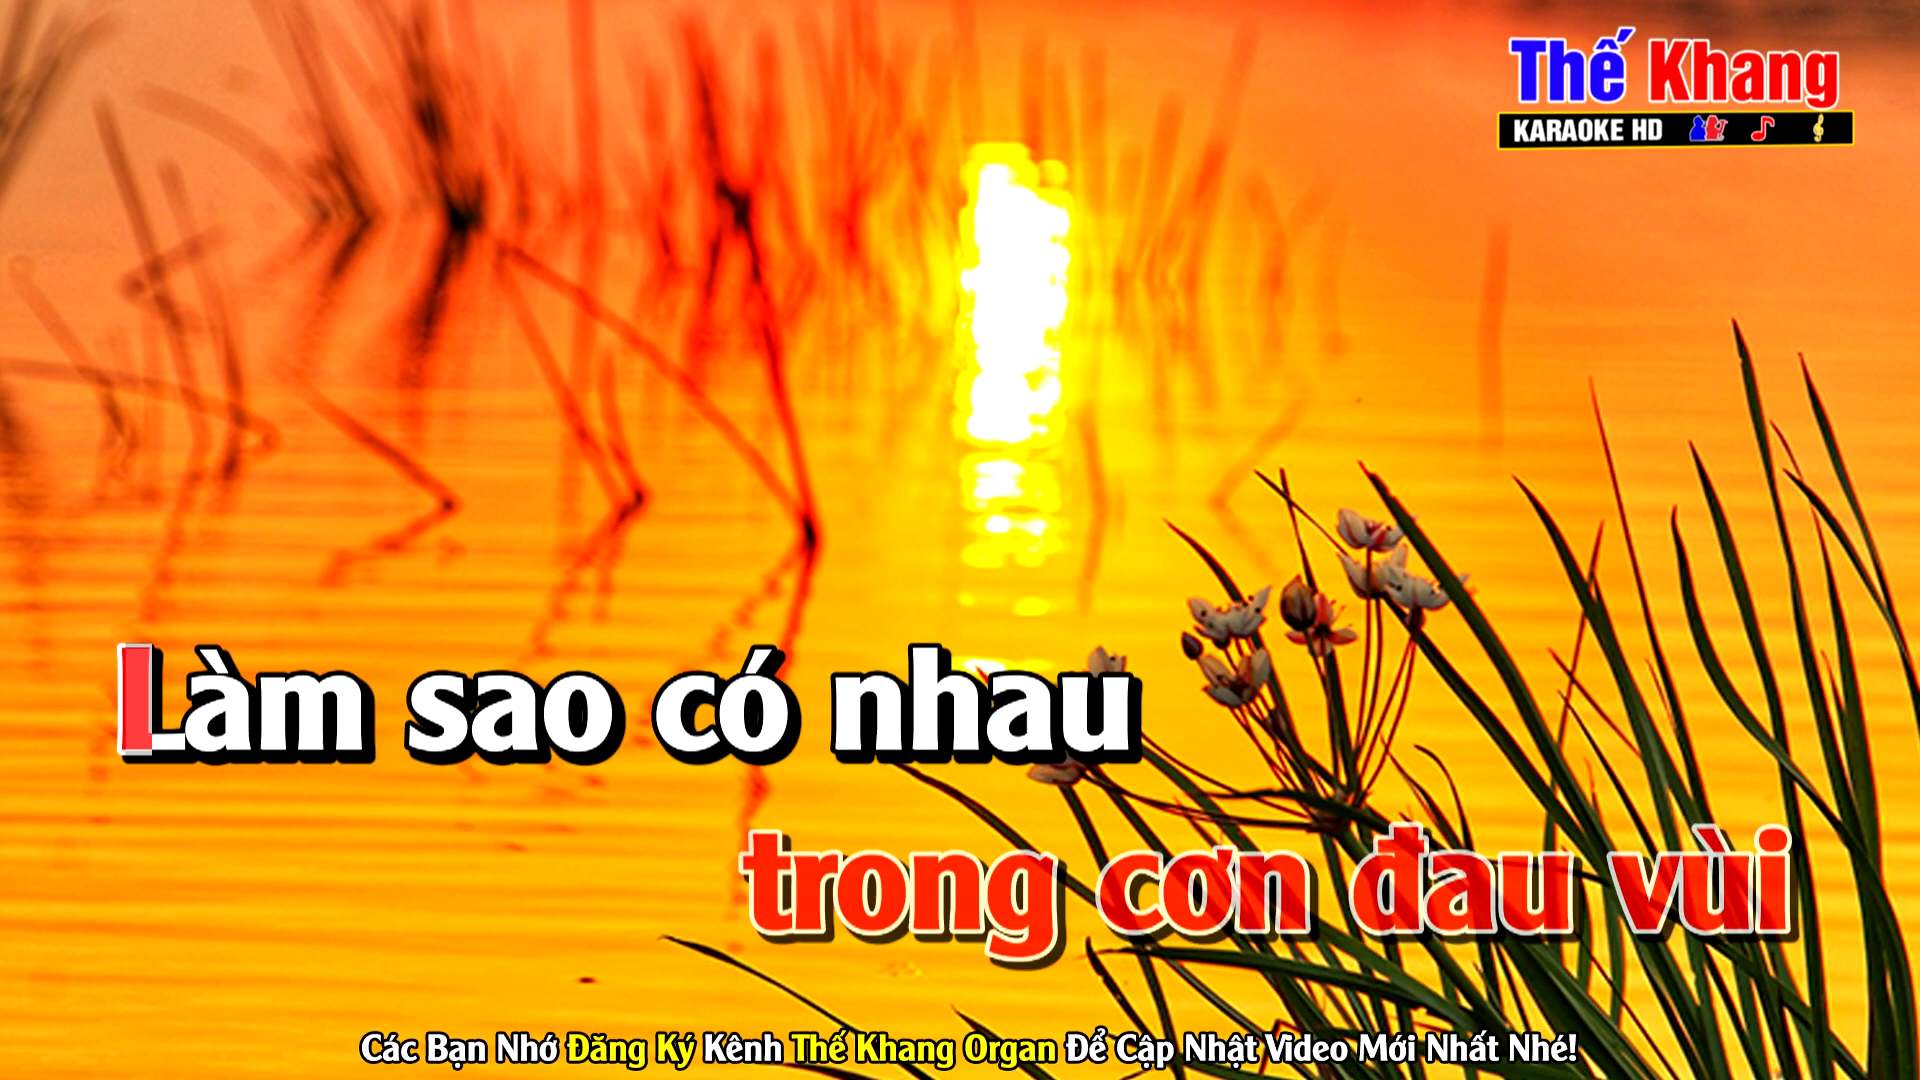 Thế Khang
KARAOKE HD
Làm sao có nhau
trong cơn đau vùi
Các Bạn Nhớ Đăng Ký Kênh Thế Khang Organ Để Cập Nhật Video Mới Nhất Nhé!